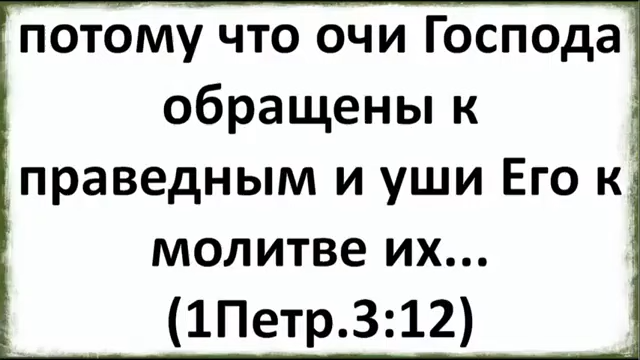 потому что очи Господа
обращены к
праведным и уши Его к
молитве их...
(1Петр.3:12)